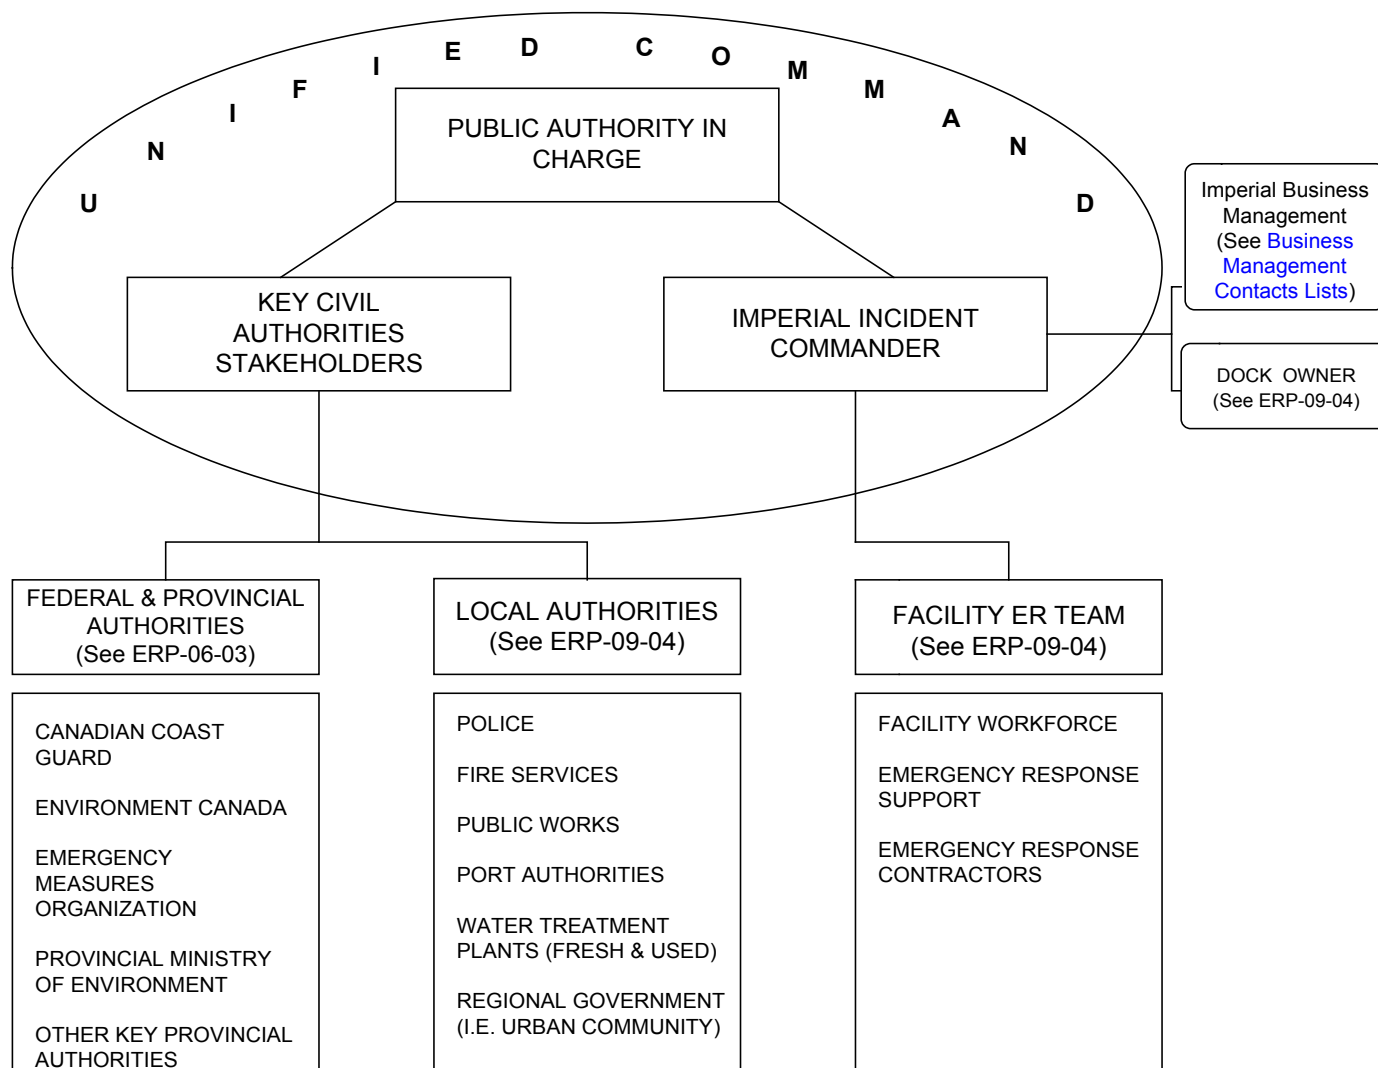 UNIFIED COMMAND
PUBLIC AUTHORITY IN
CHARGE
KEY CIVIL
AUTHORITIES
STAKEHOLDERS
IMPERIAL INCIDENT
COMMANDER
Imperial Business
Management
(See Business
Management
Contacts Lists)
DOCK OWNER
(See ERP-09-04)
FEDERAL & PROVINCIAL
AUTHORITIES
(See ERP-06-03)
LOCAL AUTHORITIES
(See ERP-09-04)
FACILITY ER TEAM
(See ERP-09-04)
CANADIAN COAST
GUARD
ENVIRONMENT CANADA
EMERGENCY
MEASURES
ORGANIZATION
PROVINCIAL MINISTRY
OF ENVIRONMENT
OTHER KEY PROVINCIAL
AUTHORITIES
POLICE
FIRE SERVICES
PUBLIC WORKS
PORT AUTHORITIES
WATER TREATMENT
PLANTS (FRESH & USED)
REGIONAL GOVERNMENT
(I.E. URBAN COMMUNITY)
FACILITY WORKFORCE
EMERGENCY RESPONSE
SUPPORT
EMERGENCY RESPONSE
CONTRACTORS